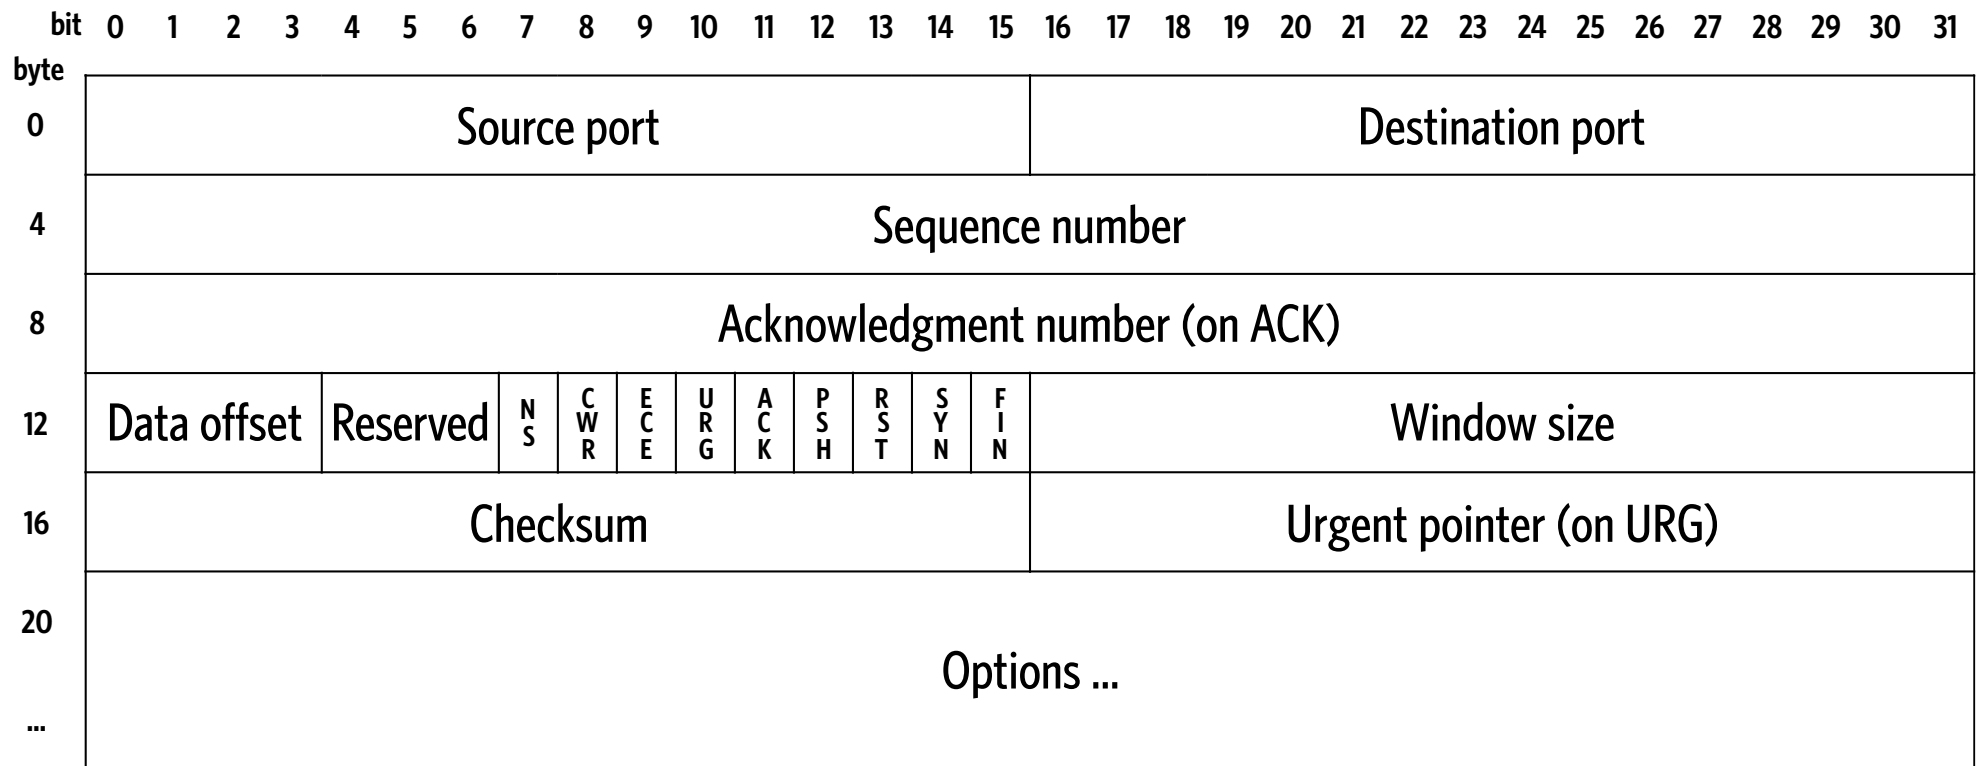 bit 0 1 2 3 4 5 6 7 8 9 10 11 12 13 14 15 16 17 18 19 20 21 22 23 24 25 26 27 28 29 30 31
byte
0 Source port Destination port
4 Sequence number
8 Acknowledgment number (on ACK)
12 Data offset Reserved NS CWR ECE URG ACK PSH RST SYN FIN Window size
16 Checksum Urgent pointer (on URG)
20
Options ...
...